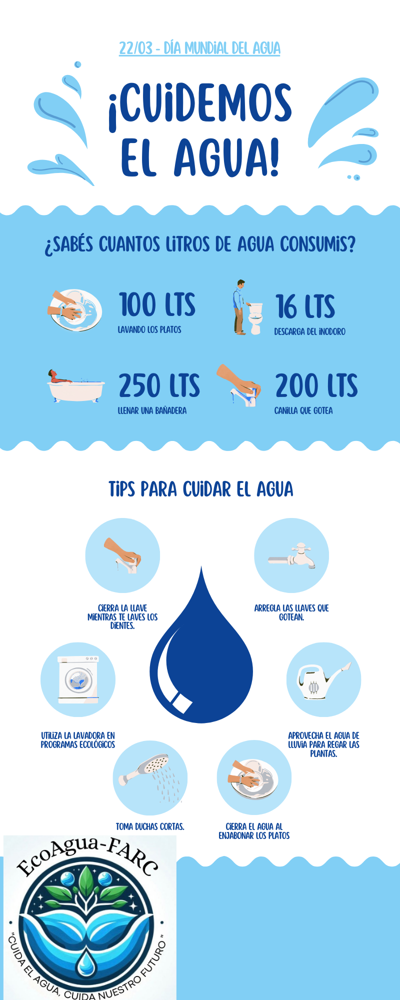 22/03 - DÍA MUNDIAL DEL AGUA
¡CUIDEMOS
EL AGUA!
¿SABÉS CUANTOS LITROS DE AGUA CONSUMIS?
100 LTS
LAVANDO LOS PLATOS
16 LTS
DESCARGA DEL INODORO
250 LTS
LLENAR UNA BAÑADERA
200 LTS
CANILLA QUE GOTEA
TIPS PARA CUIDAR EL AGUA
CIERRA LA LLAVE
MIENTRAS TE LAVES LOS
DIENTES.
ARREGLA LAS LLAVES QUE
GOTEAN.
UTILIZA LA LAVADORA EN
PROGRAMAS ECOLÓGICOS
APROVECHA EL AGUA DE
LLUVIA PARA REGAR LAS
PLANTAS.
TOMA DUCHAS CORTAS.
CIERRA EL AGUA AL
ENJABONAR LOS PLATOS
EcoAgua-FARC
"CUIDA EL AGUA, CUIDA NUESTRO FUTURO "